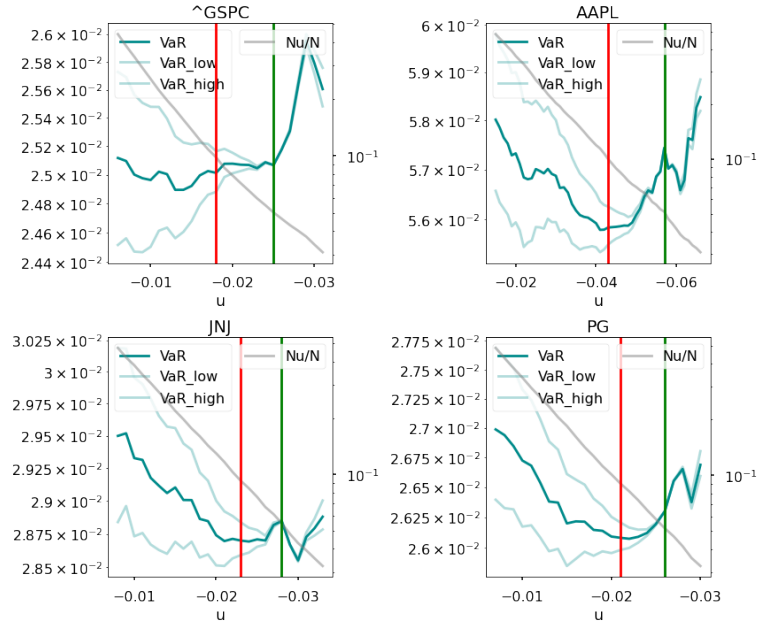 ^GSPC
VaR
VaR_low
VaR_high
Nu/N
2.6 × 10⁻²
2.58 × 10⁻²
2.56 × 10⁻²
2.54 × 10⁻²
2.52 × 10⁻²
2.5 × 10⁻²
2.48 × 10⁻²
2.46 × 10⁻²
2.44 × 10⁻²
10⁻¹
−0.01
−0.02
−0.03
u
AAPL
VaR
VaR_low
VaR_high
Nu/N
6 × 10⁻²
5.9 × 10⁻²
5.8 × 10⁻²
5.7 × 10⁻²
5.6 × 10⁻²
10⁻¹
−0.02
−0.04
−0.06
u
JNJ
VaR
VaR_low
VaR_high
Nu/N
3.025 × 10⁻²
3 × 10⁻²
2.975 × 10⁻²
2.95 × 10⁻²
2.925 × 10⁻²
2.9 × 10⁻²
2.875 × 10⁻²
2.85 × 10⁻²
10⁻¹
−0.01
−0.02
−0.03
u
PG
VaR
VaR_low
VaR_high
Nu/N
2.775 × 10⁻²
2.75 × 10⁻²
2.725 × 10⁻²
2.7 × 10⁻²
2.675 × 10⁻²
2.65 × 10⁻²
2.625 × 10⁻²
2.6 × 10⁻²
10⁻¹
−0.01
−0.02
−0.03
u